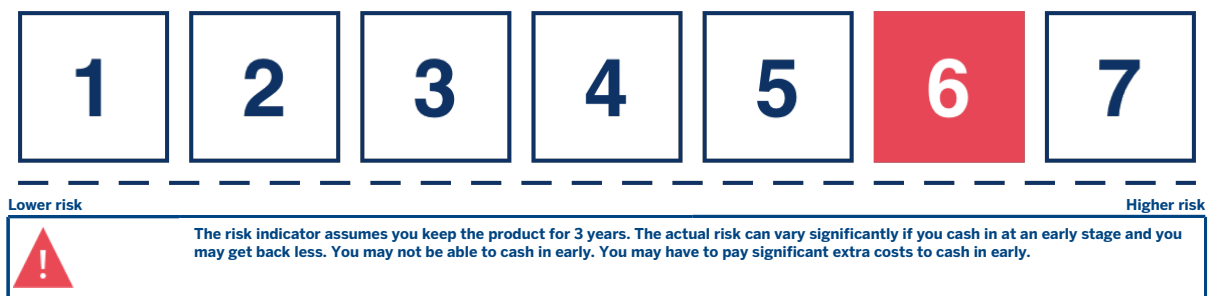 1 2 3 4 5 6 7
Lower risk Higher risk
! The risk indicator assumes you keep the product for 3 years. The actual risk can vary significantly if you cash in at an early stage and you
may get back less. You may not be able to cash in early. You may have to pay significant extra costs to cash in early.